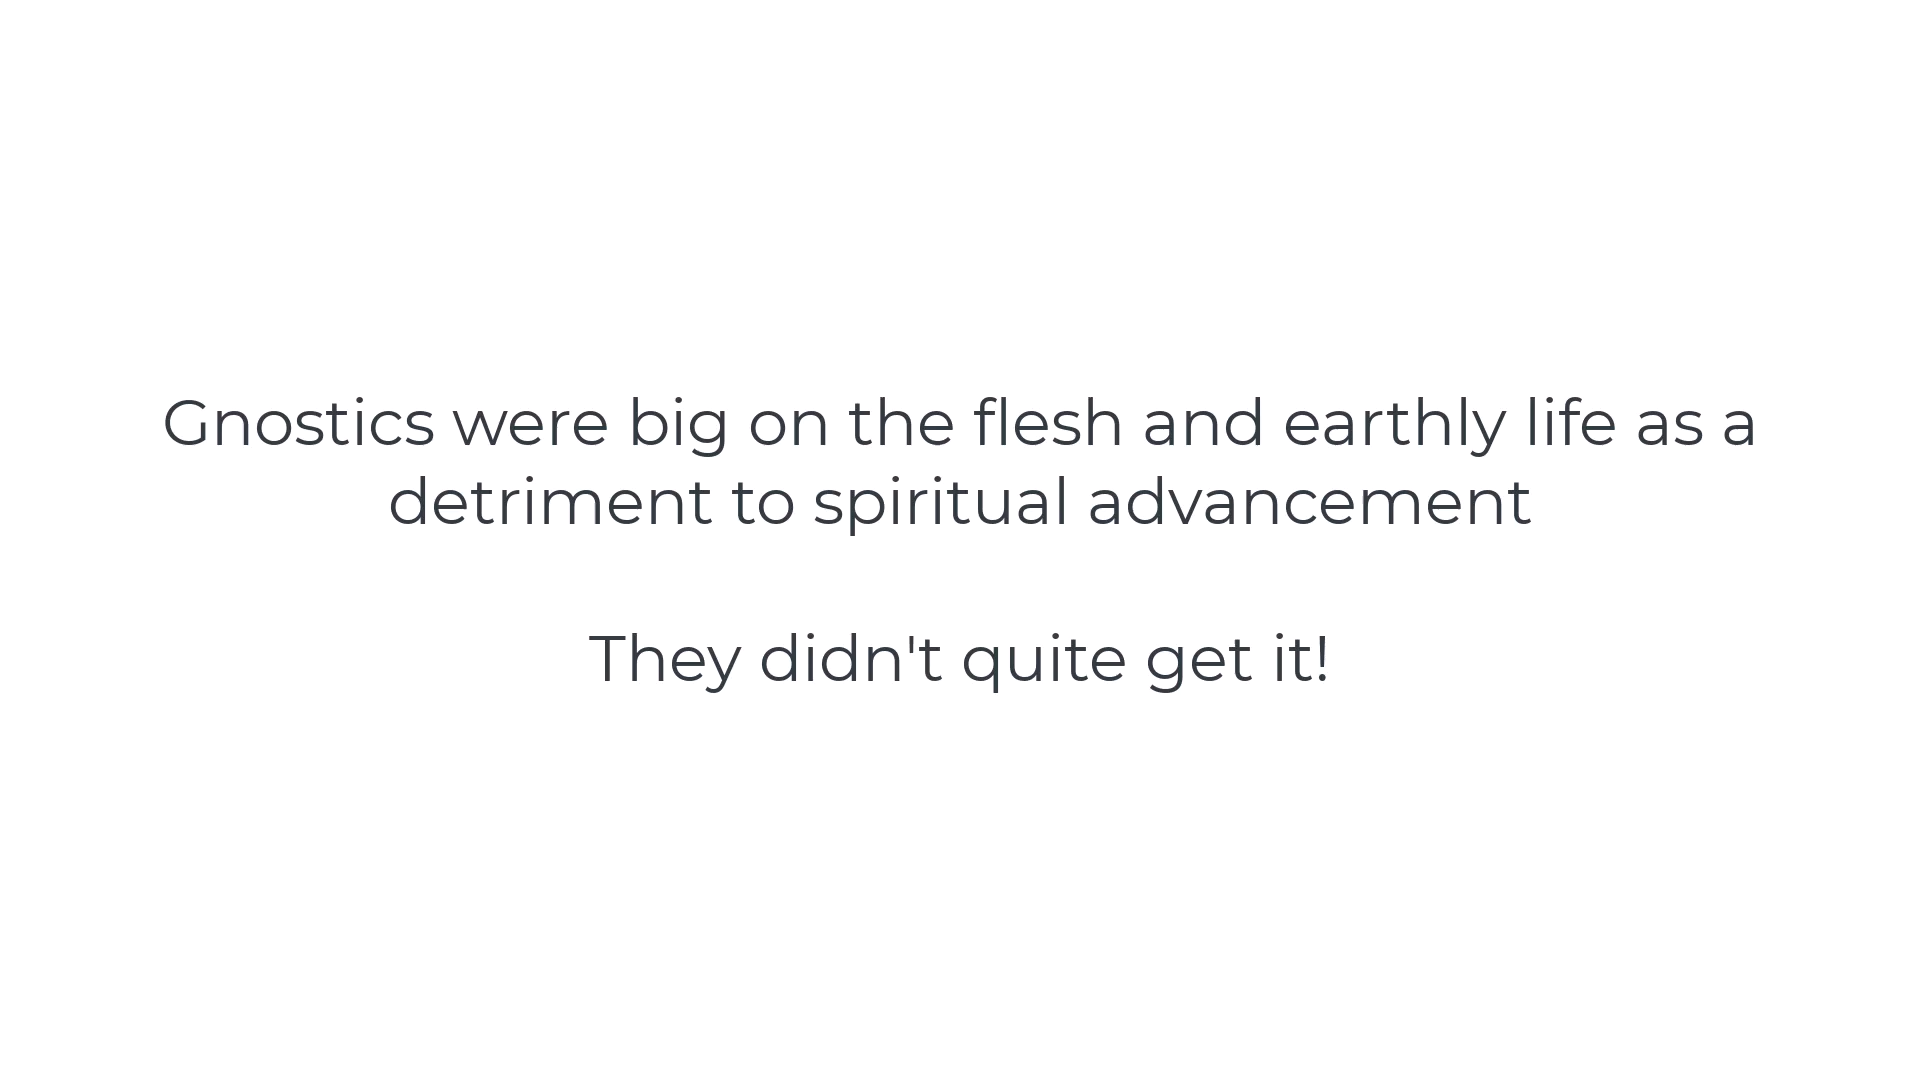 Gnostics were big on the flesh and earthly life as a
detriment to spiritual advancement
They didn't quite get it!